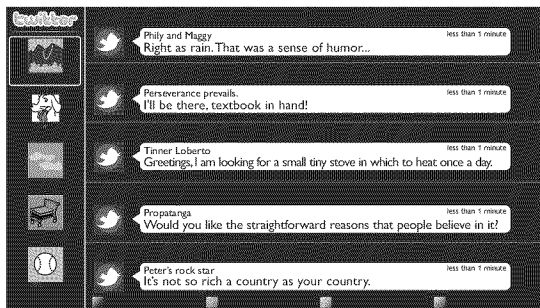 twitter
Phily and Maggy
less than 1 minute
Right as rain. That was a sense of humor...
Perseverance prevails.
less than 1 minute
I'll be there, textbook in hand!
Tinner Loberto
less than 1 minute
Greetings, I am looking for a small tiny stove in which to heat once a day.
Propatanga
less than 1 minute
Would you like the straightforward reasons that people believe in it?
Peter's rock star
less than 1 minute
It's not so rich a country as your country.